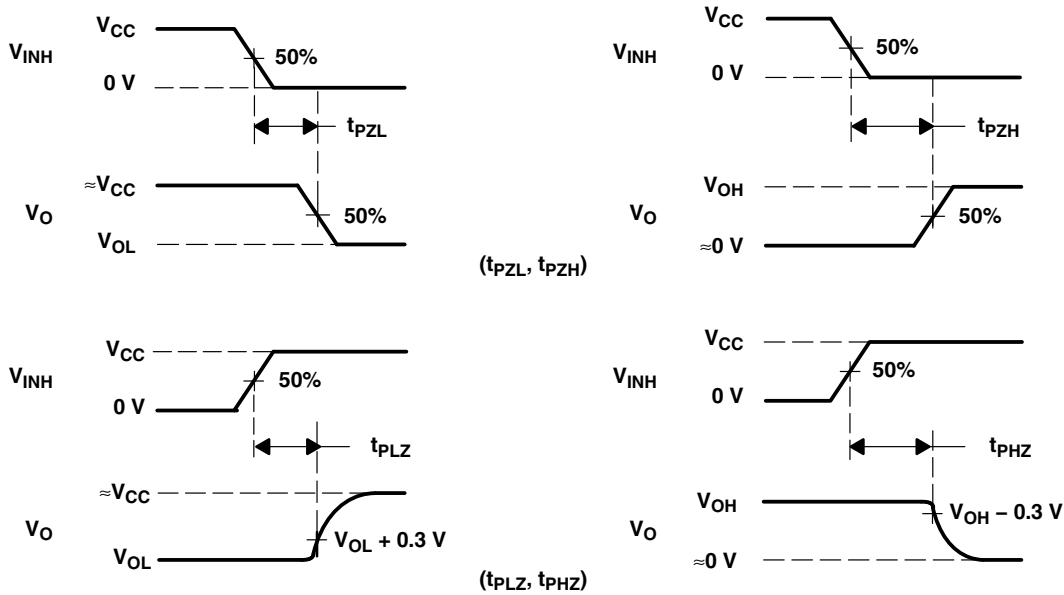 V_CC
V_INH
50%
0 V
t_PZL
≈V_CC
V_O
50%
V_OL
V_CC
V_INH
50%
0 V
t_PZH
V_OH
V_O
50%
≈0 V
(t_PZL, t_PZH)
V_CC
V_INH
50%
0 V
t_PLZ
≈V_CC
V_O
V_OL + 0.3 V
V_OL
V_CC
V_INH
50%
0 V
t_PHZ
V_OH
V_OH − 0.3 V
V_O
≈0 V
(t_PLZ, t_PHZ)